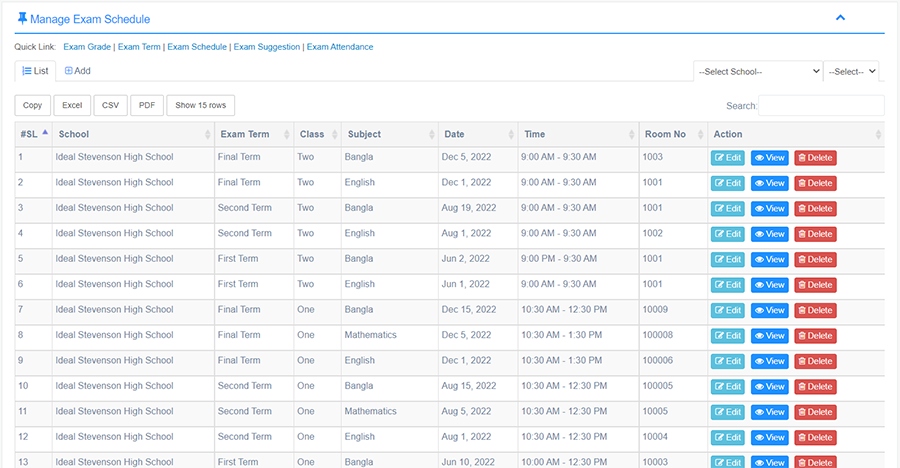 Manage Exam Schedule
Quick Link: Exam Grade | Exam Term | Exam Schedule | Exam Suggestion | Exam Attendance
List Add --Select School-- --Select--
Copy Excel CSV PDF Show 15 rows Search:
#SL School Exam Term Class Subject Date Time Room No Action
1 Ideal Stevenson High School Final Term Two Bangla Dec 5, 2022 9:00 AM - 9:30 AM 1003 Edit View Delete
2 Ideal Stevenson High School Final Term Two English Dec 1, 2022 9:00 AM - 9:30 AM 1001 Edit View Delete
3 Ideal Stevenson High School Second Term Two Bangla Aug 19, 2022 9:00 AM - 9:30 AM 1001 Edit View Delete
4 Ideal Stevenson High School Second Term Two English Aug 1, 2022 9:00 AM - 9:30 AM 1002 Edit View Delete
5 Ideal Stevenson High School First Term Two Bangla Jun 2, 2022 9:00 PM - 9:30 AM 1001 Edit View Delete
6 Ideal Stevenson High School First Term Two English Jun 1, 2022 9:00 AM - 9:30 AM 1001 Edit View Delete
7 Ideal Stevenson High School Final Term One Bangla Dec 15, 2022 10:30 AM - 12:30 PM 10009 Edit View Delete
8 Ideal Stevenson High School Final Term One Mathematics Dec 5, 2022 10:30 AM - 1:30 PM 100008 Edit View Delete
9 Ideal Stevenson High School Final Term One English Dec 1, 2022 10:30 AM - 1:30 PM 100006 Edit View Delete
10 Ideal Stevenson High School Second Term One Bangla Aug 15, 2022 10:30 AM - 12:30 PM 100005 Edit View Delete
11 Ideal Stevenson High School Second Term One Mathematics Aug 5, 2022 10:30 AM - 12:30 PM 10005 Edit View Delete
12 Ideal Stevenson High School Second Term One English Aug 1, 2022 10:30 AM - 12:30 PM 10004 Edit View Delete
13 Ideal Stevenson High School First Term One Bangla Jun 10, 2022 10:00 AM - 12:30 PM 10003 Edit View Delete